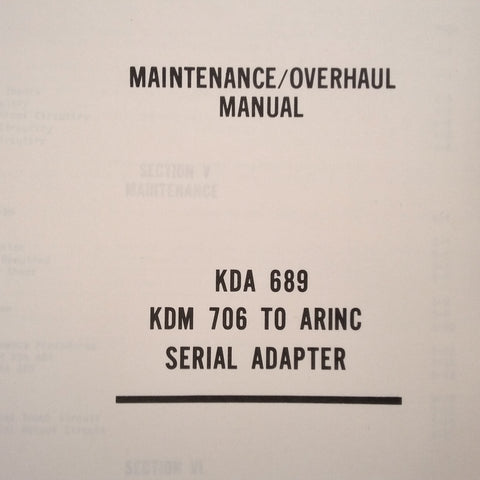 MAINTENANCE/OVERHAUL
MANUAL
SECTION V
MAINTENANCE
KDA 689
KDM 706 TO ARINC
SERIAL ADAPTER
SECTION VI